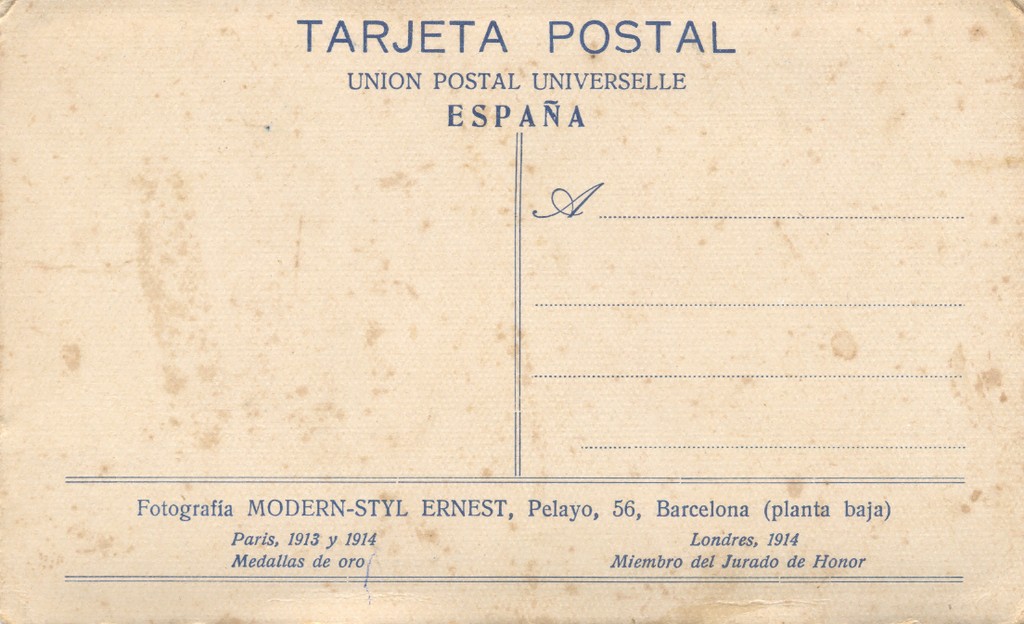 TARJETA POSTAL
UNION POSTAL UNIVERSELLE
ESPAÑA
A
Fotografía MODERN-STYL ERNEST, Pelayo, 56, Barcelona (planta baja)
Paris, 1913 y 1914
Medallas de oro
Londres, 1914
Miembro del Jurado de Honor